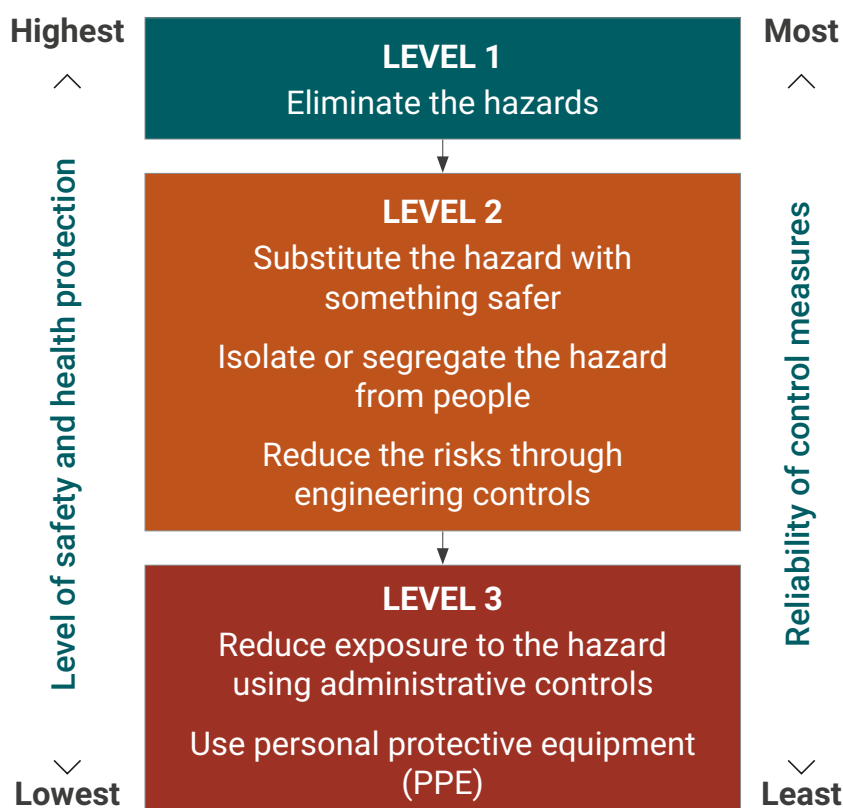 Highest
Most
LEVEL 1
Eliminate the hazards
Level of safety and health protection
Reliability of control measures
LEVEL 2
Substitute the hazard with
something safer
Isolate or segregate the hazard
from people
Reduce the risks through
engineering controls
LEVEL 3
Reduce exposure to the hazard
using administrative controls
Use personal protective equipment
(PPE)
Lowest
Least